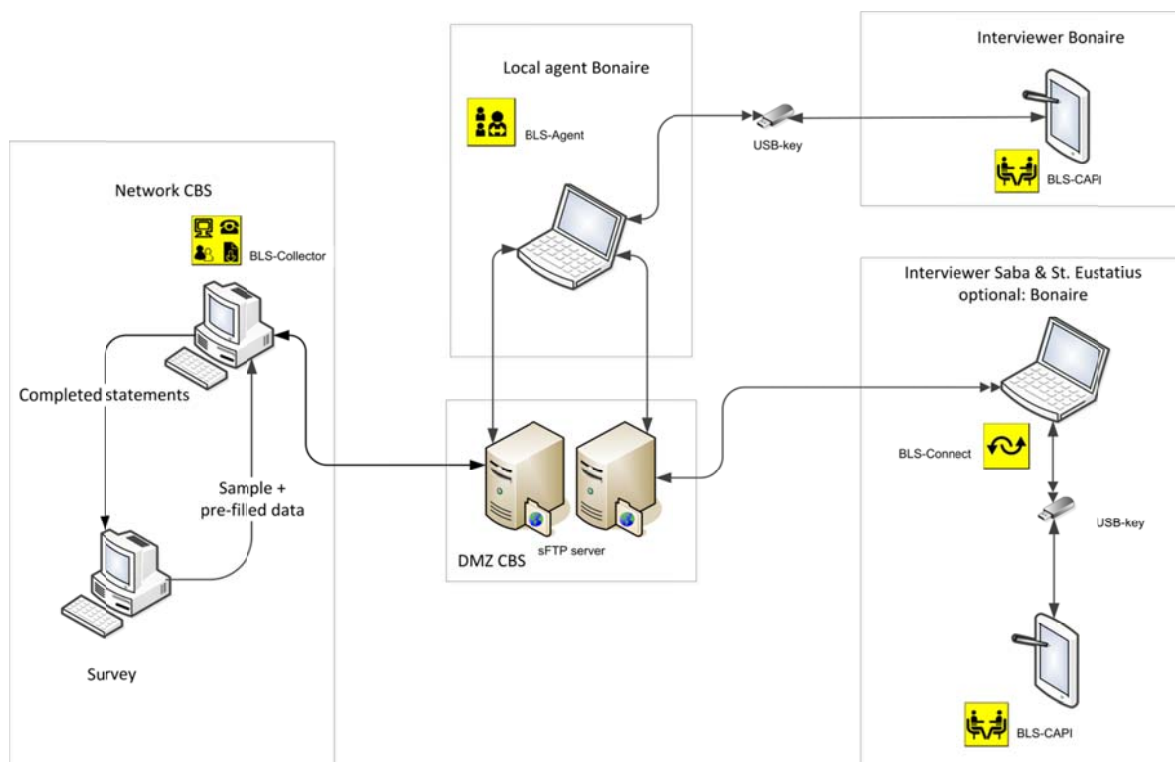 Network CBS
BLS-Collector
Completed statements
Sample +
pre-filled data
Survey
Local agent Bonaire
BLS-Agent
USB-key
Interviewer Bonaire
BLS-CAPI
DMZ CBS
sFTP server
Interviewer Saba & St. Eustatius
optional: Bonaire
BLS-Connect
USB-key
BLS-CAPI